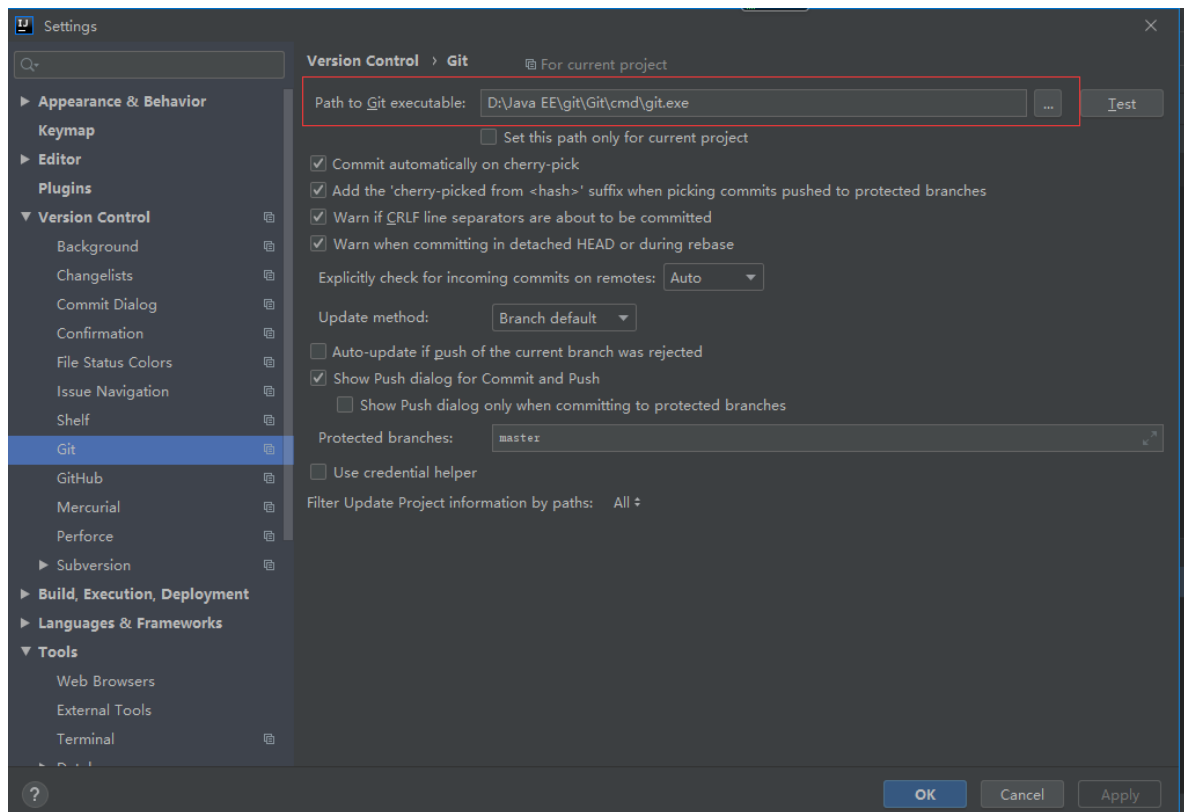 Settings
Appearance & Behavior
Keymap
Editor
Plugins
Version Control
Background
Changelists
Commit Dialog
Confirmation
File Status Colors
Issue Navigation
Shelf
Git
GitHub
Mercurial
Perforce
Subversion
Build, Execution, Deployment
Languages & Frameworks
Tools
Web Browsers
External Tools
Terminal
Version Control › Git For current project
Path to Git executable: D:\Java EE\git\Git\cmd\git.exe ... Test
Set this path only for current project
Commit automatically on cherry-pick
Add the 'cherry-picked from <hash>' suffix when picking commits pushed to protected branches
Warn if CRLF line separators are about to be committed
Warn when committing in detached HEAD or during rebase
Explicitly check for incoming commits on remotes: Auto
Update method: Branch default
Auto-update if push of the current branch was rejected
Show Push dialog for Commit and Push
Show Push dialog only when committing to protected branches
Protected branches: master
Use credential helper
Filter Update Project information by paths: All
? OK Cancel Apply